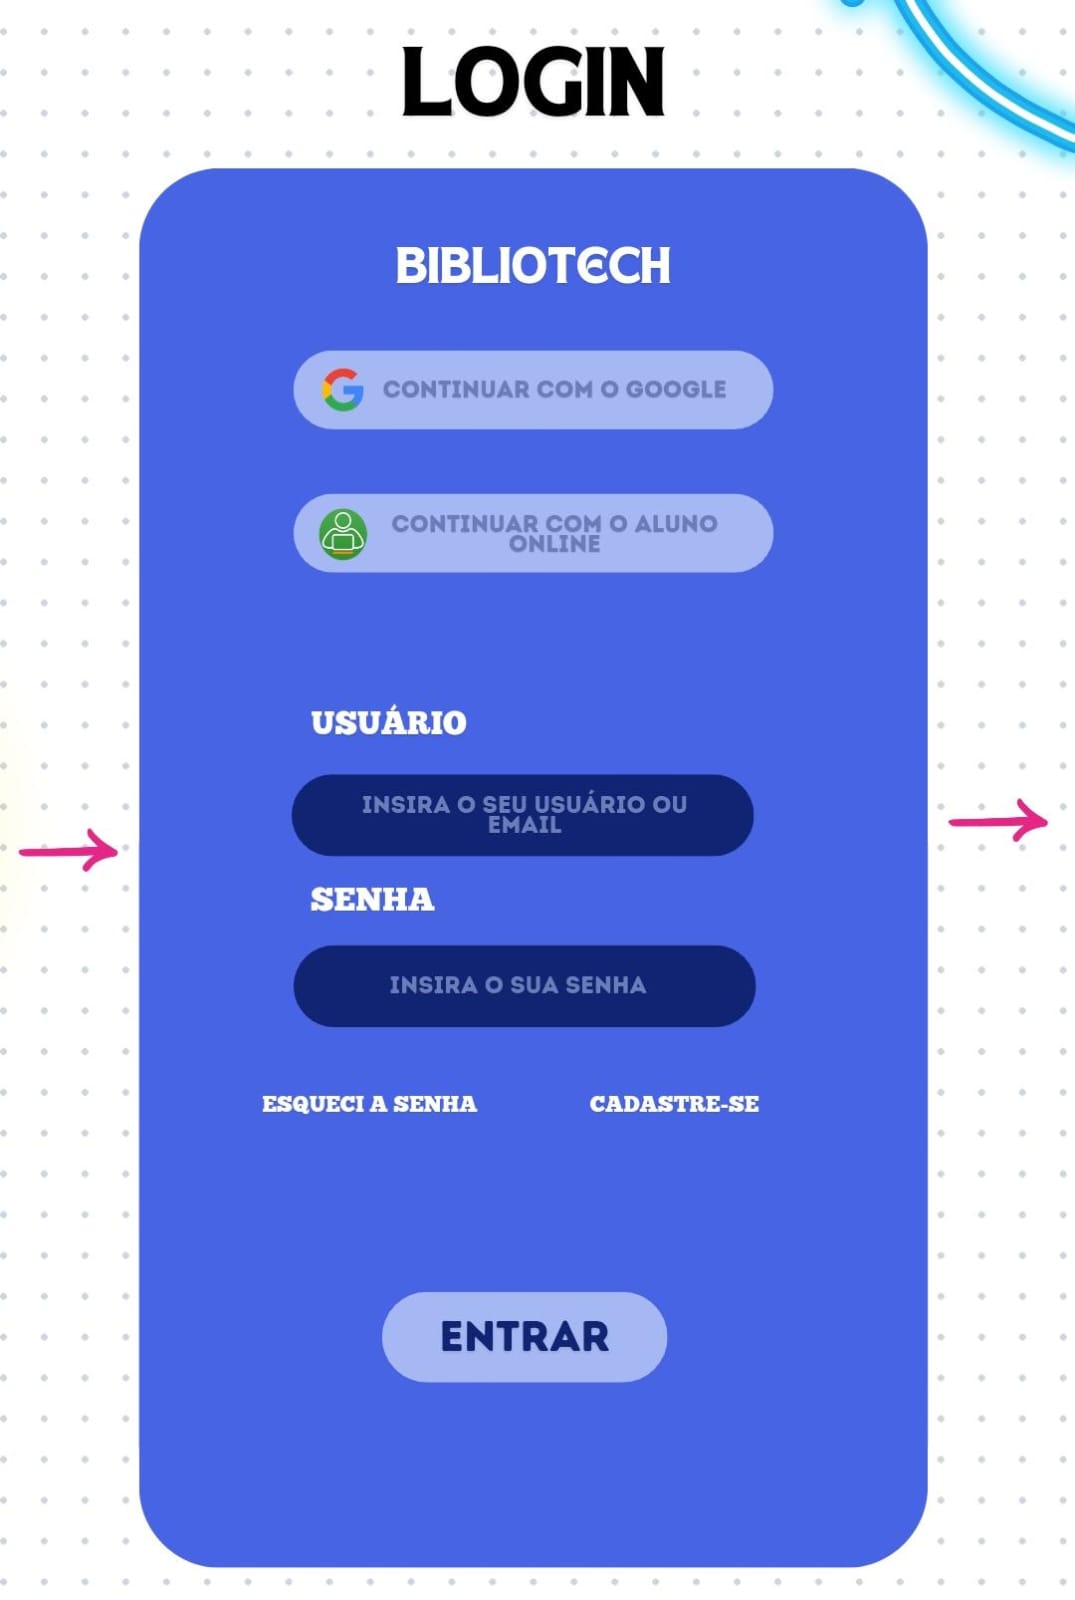 LOGIN
BIBLIOTECH
CONTINUAR COM O GOOGLE
CONTINUAR COM O ALUNO
ONLINE
USUÁRIO
INSIRA O SEU USUÁRIO OU
EMAIL
SENHA
INSIRA O SUA SENHA
ESQUECI A SENHA
CADASTRE-SE
ENTRAR